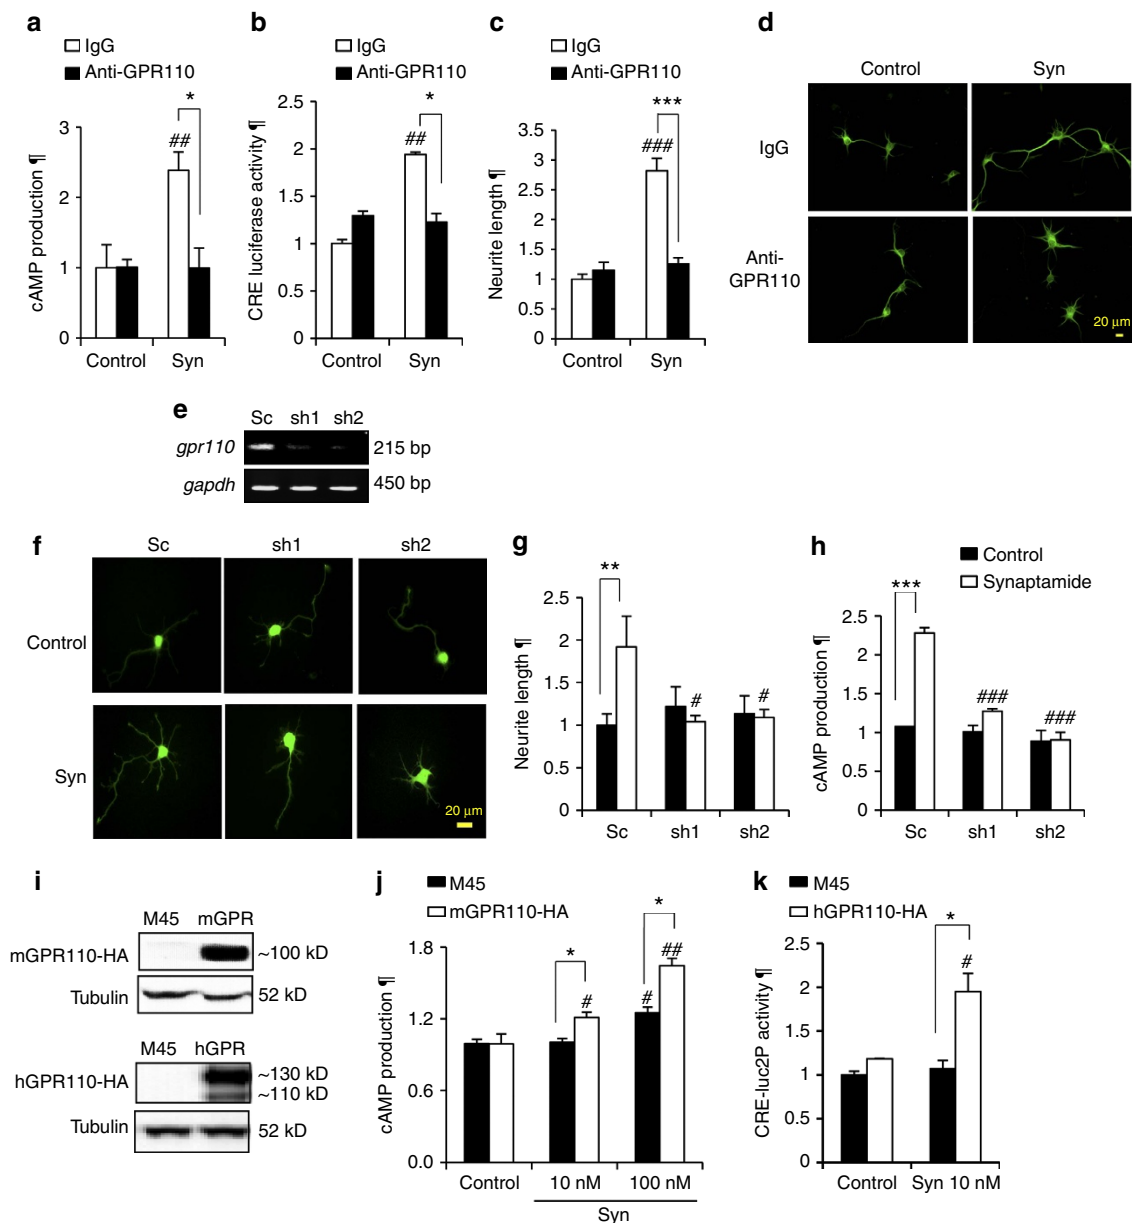 a
IgG
Anti-GPR110
cAMP production ¶
3
2
1
0
##
*
Control
Syn
b
IgG
Anti-GPR110
CRE luciferase activity ¶
2.5
2
1.5
1
0.5
0
##
*
Control
Syn
c
IgG
Anti-GPR110
Neurite length ¶
3.5
3
2.5
2
1.5
1
0.5
0
###
***
Control
Syn
d
Control
Syn
IgG
Anti-
GPR110
20 µm
e
Sc
sh1
sh2
gpr110
215 bp
gapdh
450 bp
f
Sc
sh1
sh2
Control
Syn
20 µm
g
Neurite length ¶
2.5
2
1.5
1
0.5
0
**
#
#
Sc
sh1
sh2
h
Control
Synaptamide
cAMP production ¶
2.5
2
1.5
1
0.5
0
***
###
###
Sc
sh1
sh2
i
M45
mGPR
mGPR110-HA
~100 kD
Tubulin
52 kD
M45
hGPR
hGPR110-HA
~130 kD
~110 kD
Tubulin
52 kD
j
M45
mGPR110-HA
cAMP production ¶
1.8
1.2
0.6
0.0
*
#
*
#
##
Control
10 nM
100 nM
Syn
k
M45
hGPR110-HA
CRE-luc2P activity ¶
2.5
2
1.5
1
0.5
0
*
#
Control
Syn 10 nM